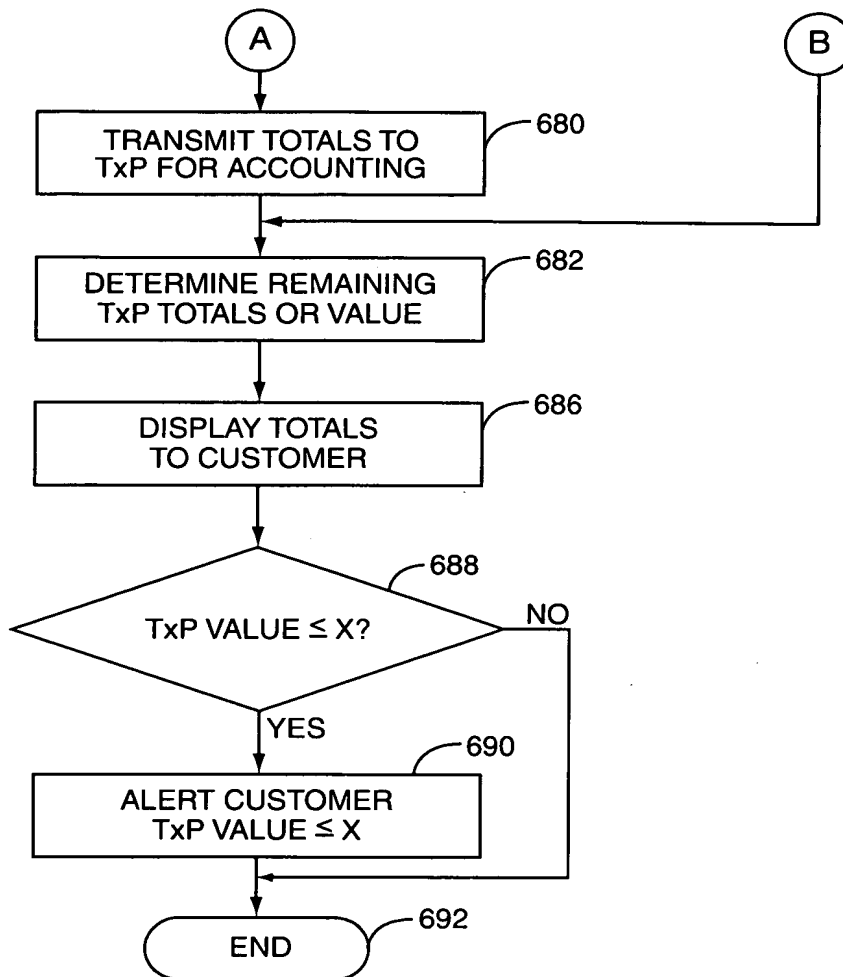 A
B
TRANSMIT TOTALS TO
TxP FOR ACCOUNTING
680
DETERMINE REMAINING
TxP TOTALS OR VALUE
682
DISPLAY TOTALS
TO CUSTOMER
686
688
TxP VALUE ≤ X?
NO
YES
690
ALERT CUSTOMER
TxP VALUE ≤ X
END
692